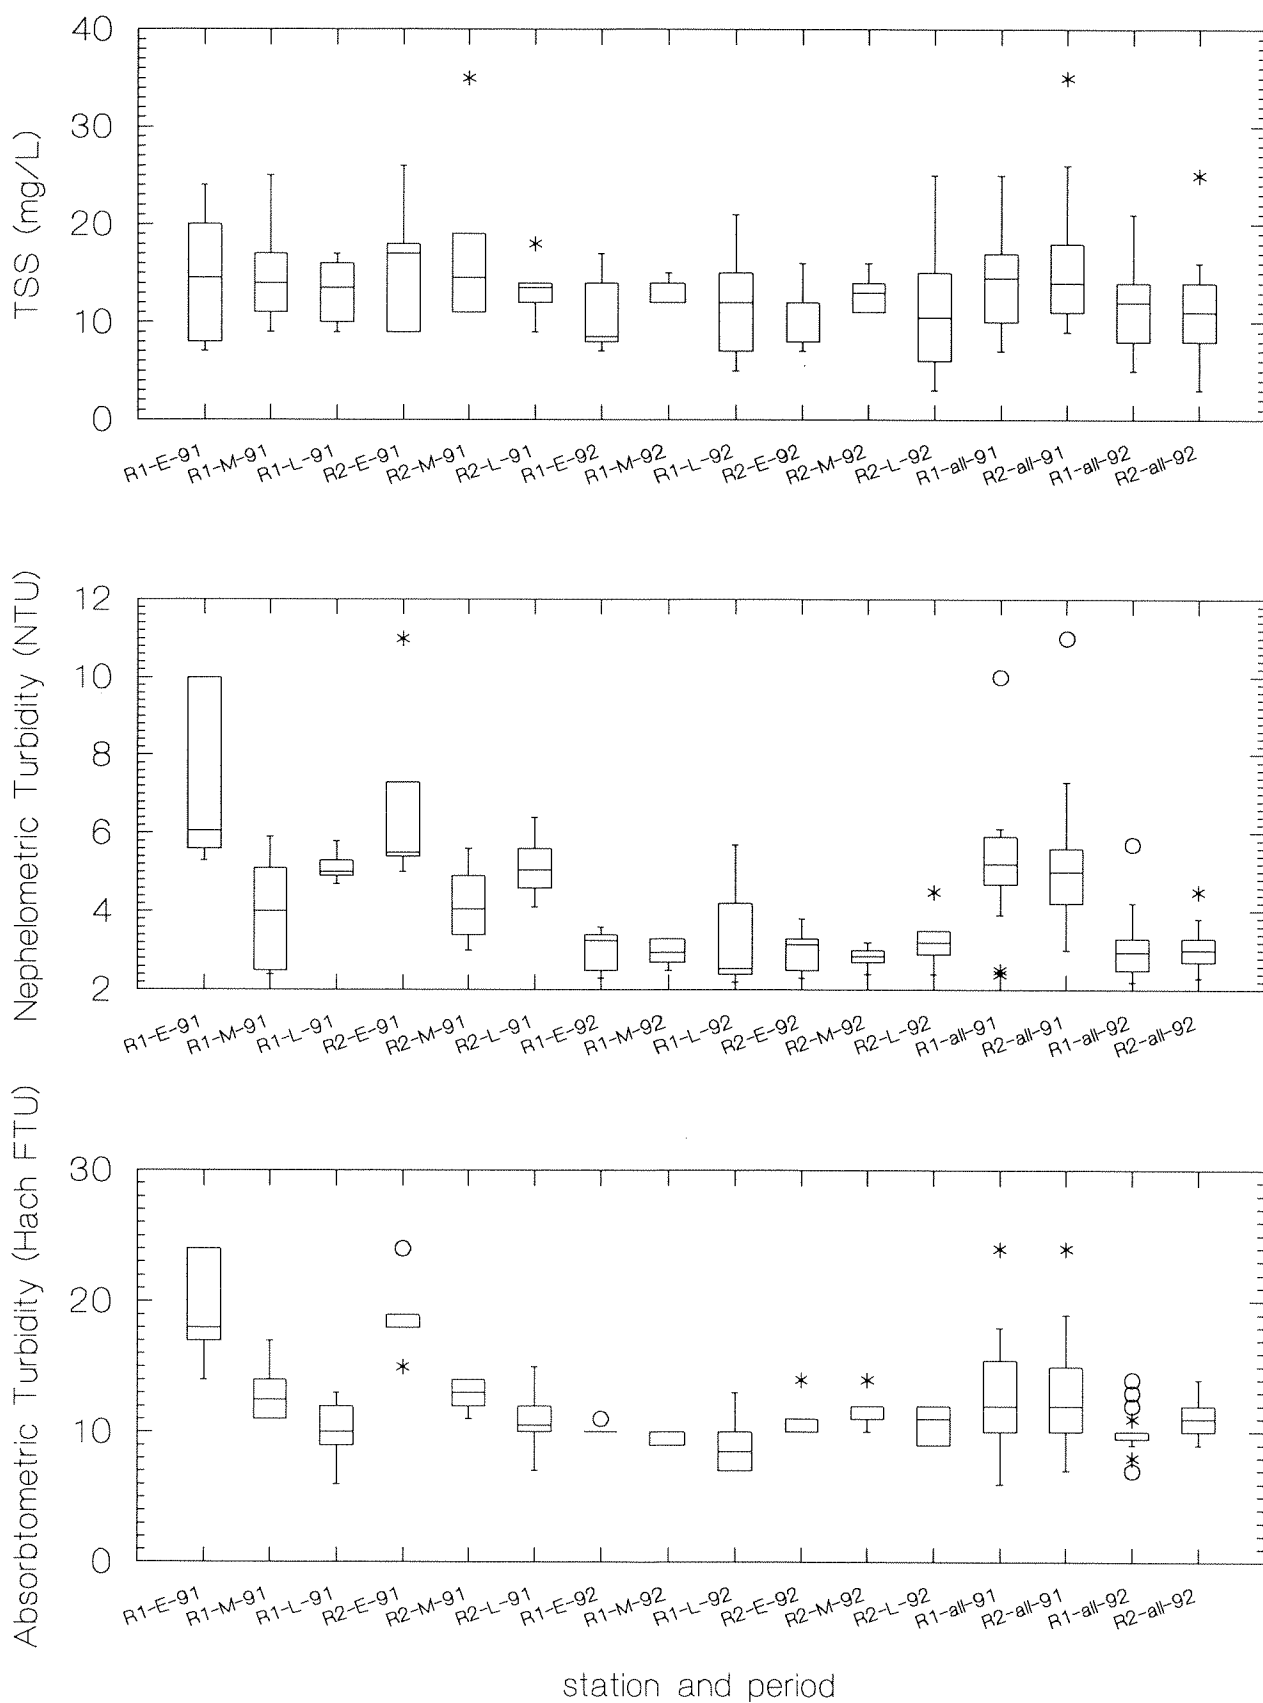 TSS (mg/L)
40
30
20
10
0
R1-E-91
R1-M-91
R1-L-91
R2-E-91
R2-M-91
R2-L-91
R1-E-92
R1-M-92
R1-L-92
R2-E-92
R2-M-92
R2-L-92
R1-all-91
R2-all-91
R1-all-92
R2-all-92
Nephelometric Turbidity (NTU)
12
10
8
6
4
2
R1-E-91
R1-M-91
R1-L-91
R2-E-91
R2-M-91
R2-L-91
R1-E-92
R1-M-92
R1-L-92
R2-E-92
R2-M-92
R2-L-92
R1-all-91
R2-all-91
R1-all-92
R2-all-92
Absorbtometric Turbidity (Hach FTU)
30
20
10
0
R1-E-91
R1-M-91
R1-L-91
R2-E-91
R2-M-91
R2-L-91
R1-E-92
R1-M-92
R1-L-92
R2-E-92
R2-M-92
R2-L-92
R1-all-91
R2-all-91
R1-all-92
R2-all-92
station and period